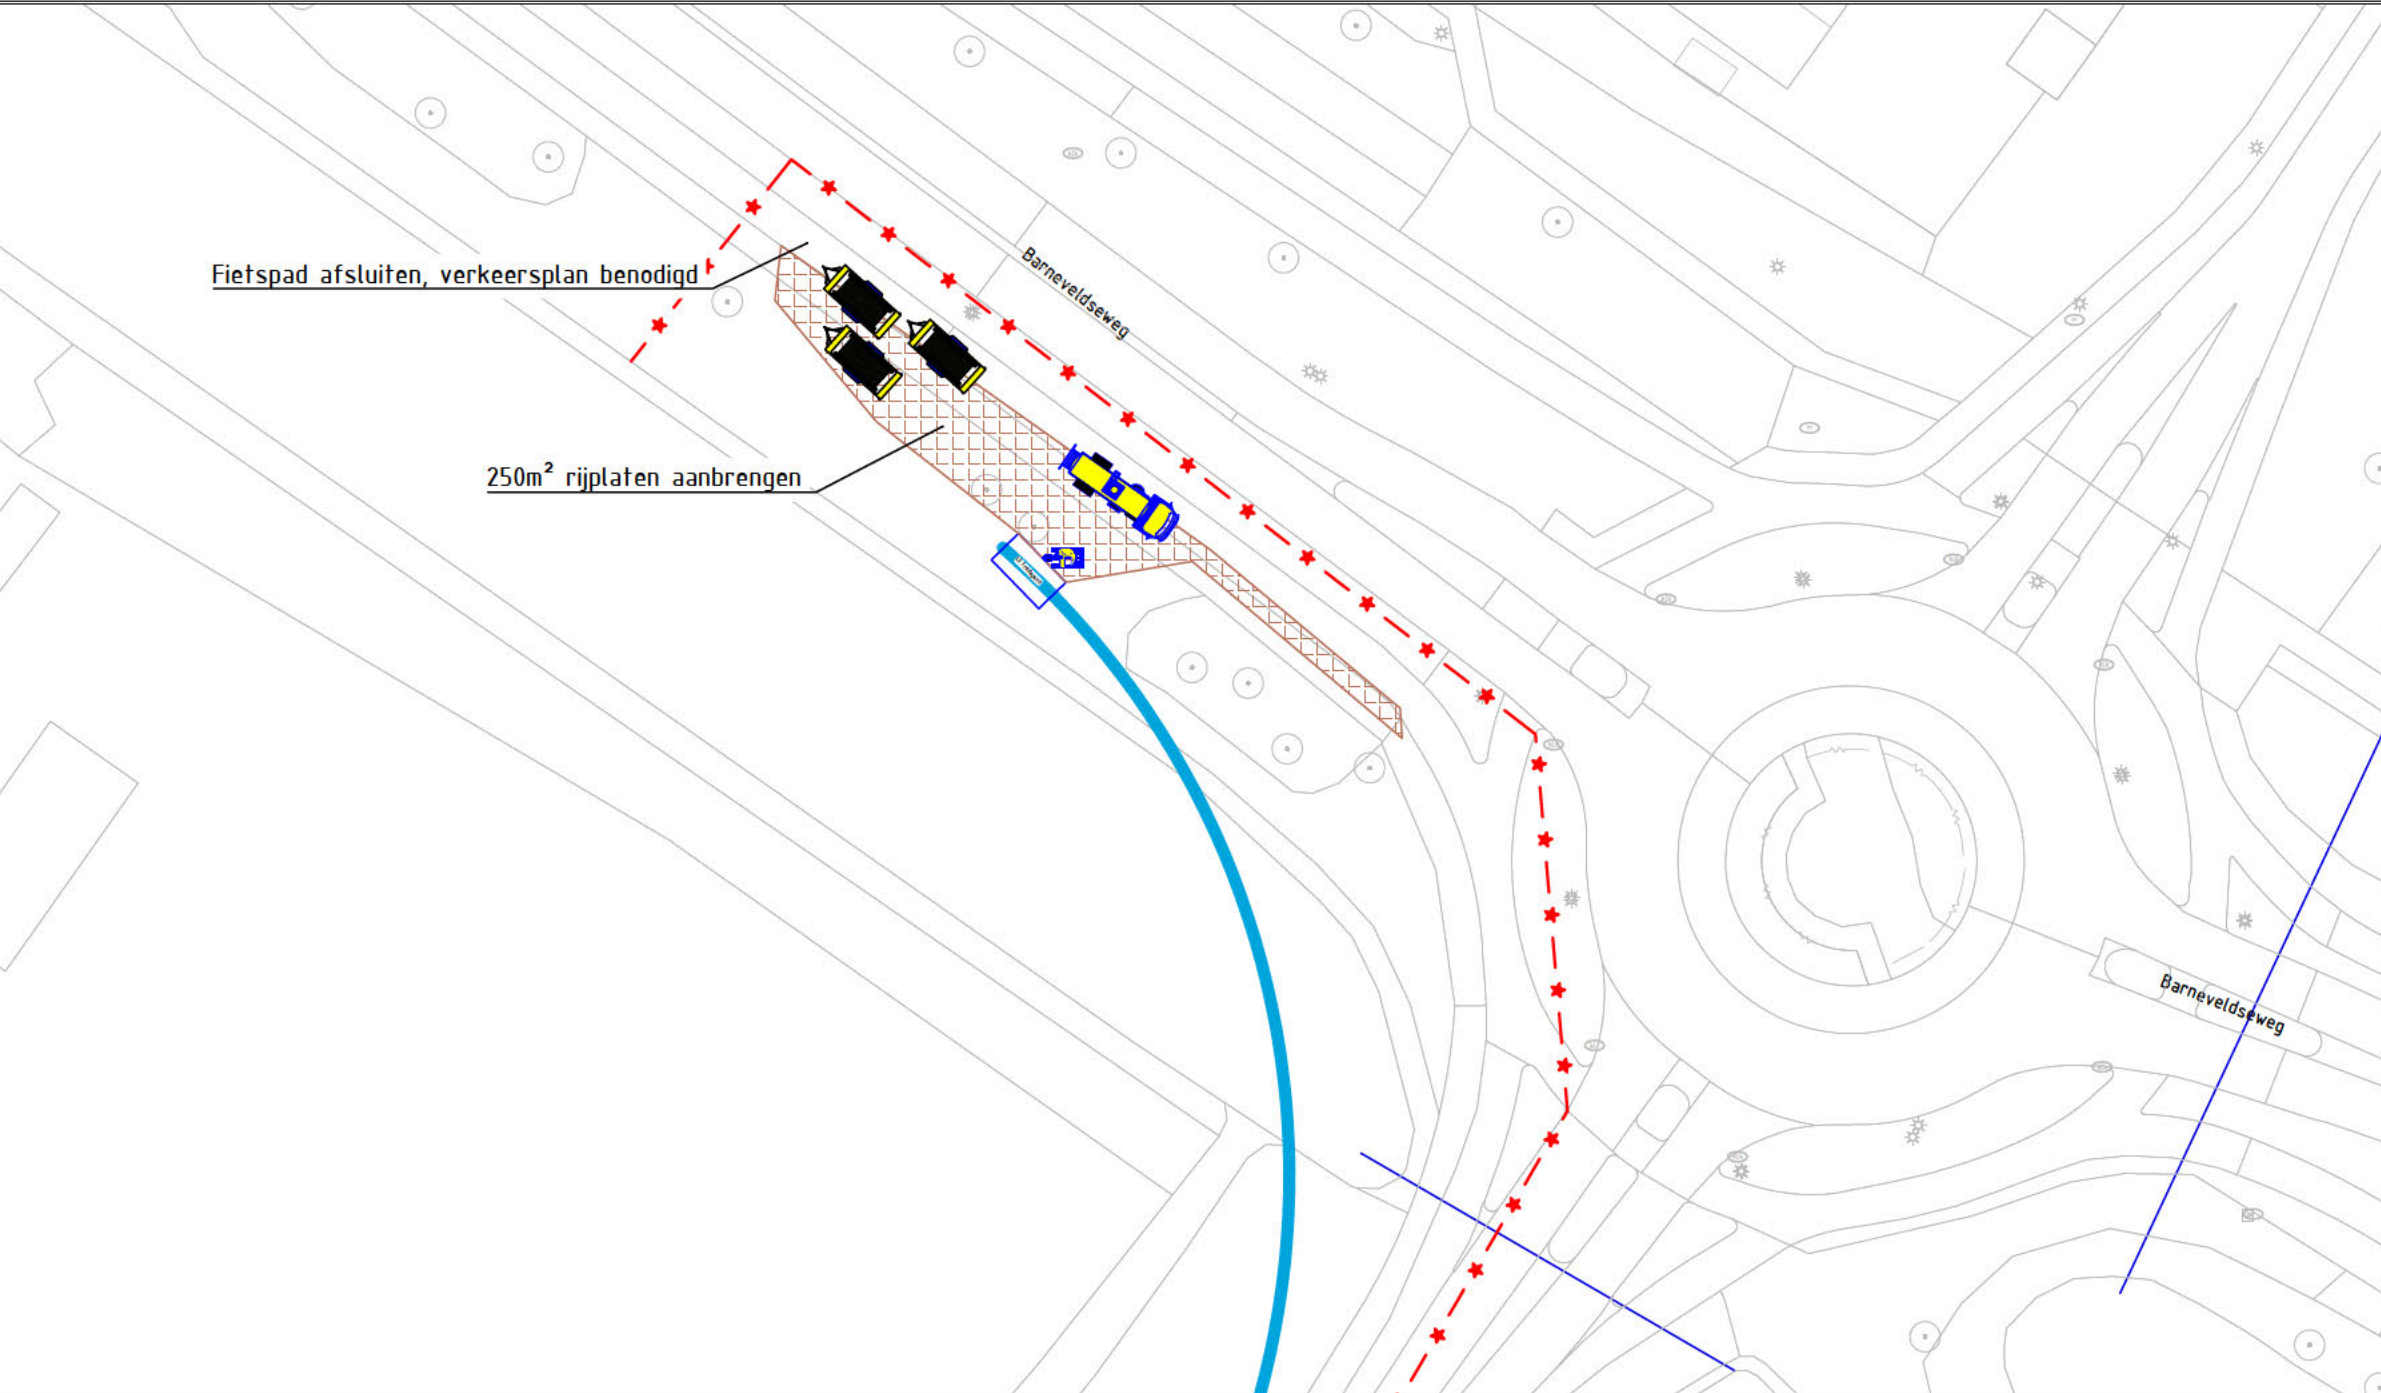 Barneveldseweg
Fietspad afsluiten, verkeersplan benodigd
250m² rijplaten aanbrengen
Barneveldseweg